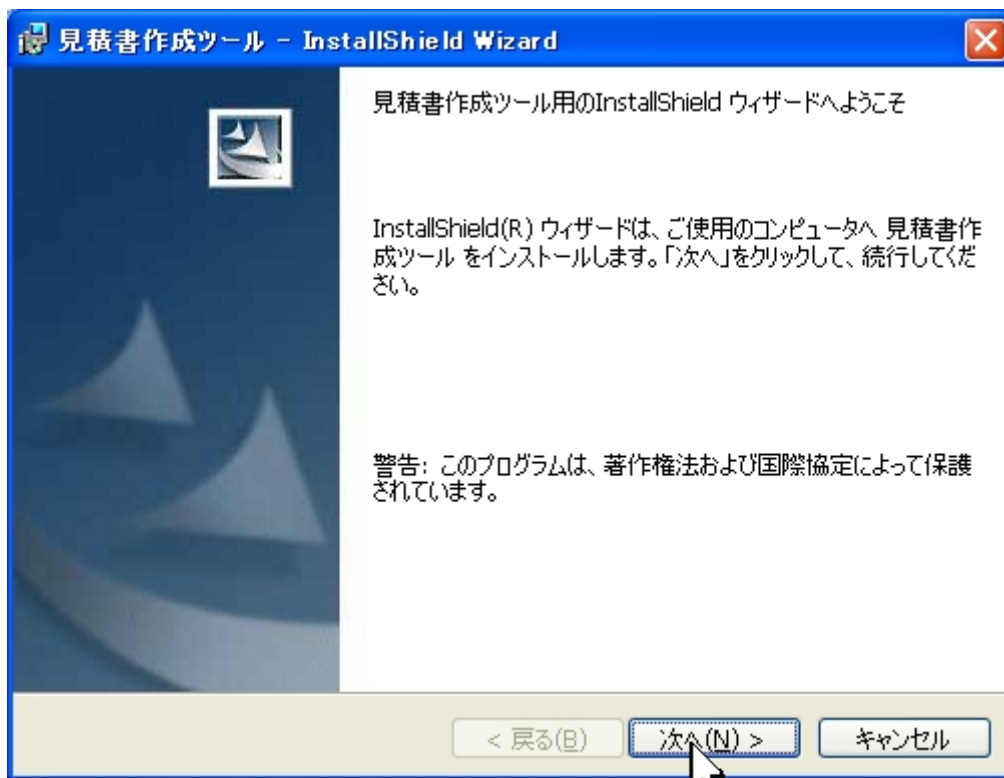 見積書作成ツール - InstallShield Wizard
見積書作成ツール用のInstallShield ウィザードへようこそ
InstallShield(R) ウィザードは、ご使用のコンピュータへ 見積書作
成ツール をインストールします。「次へ」をクリックして、続行してくだ
さい。
警告: このプログラムは、著作権法および国際協定によって保護
されています。
< 戻る(B)
次へ(N) >
キャンセル